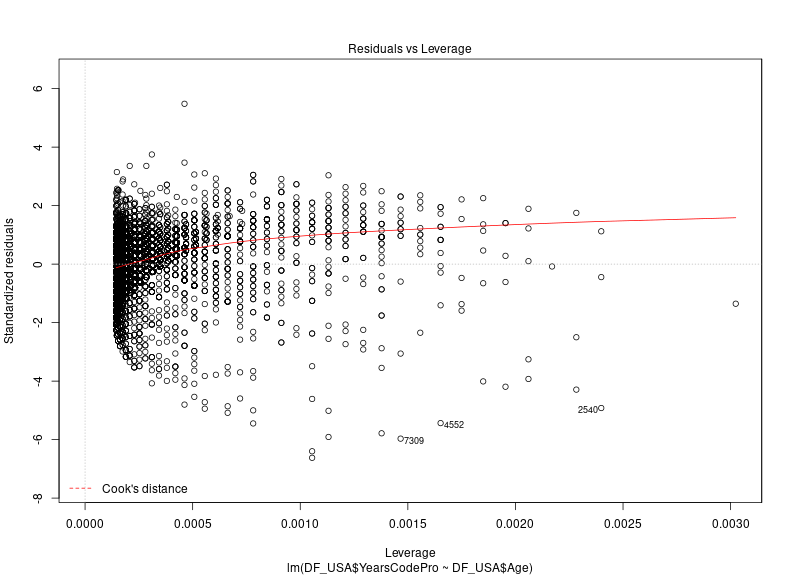 Residuals vs Leverage
Standardized residuals
6
4
2
0
-2
-4
-6
-8
2540
4552
7309
Cook's distance
0.0000 0.0005 0.0010 0.0015 0.0020 0.0025 0.0030
Leverage
lm(DF_USA$YearsCodePro ~ DF_USA$Age)